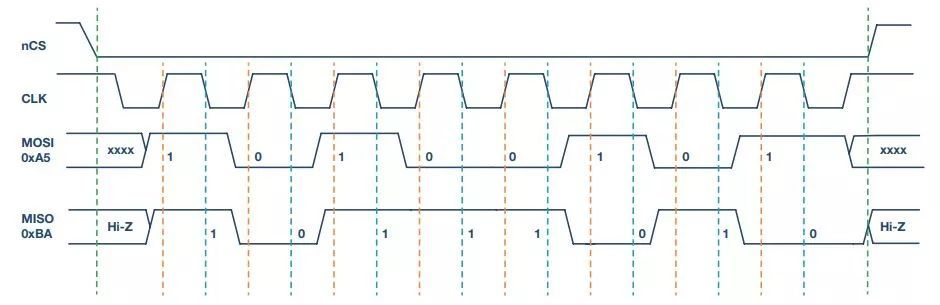 nCS
CLK
MOSI
0xA5
xxxx 1 0 1 0 0 1 0 1 xxxx
MISO
0xBA
Hi-Z 1 0 1 1 1 0 1 0 Hi-Z